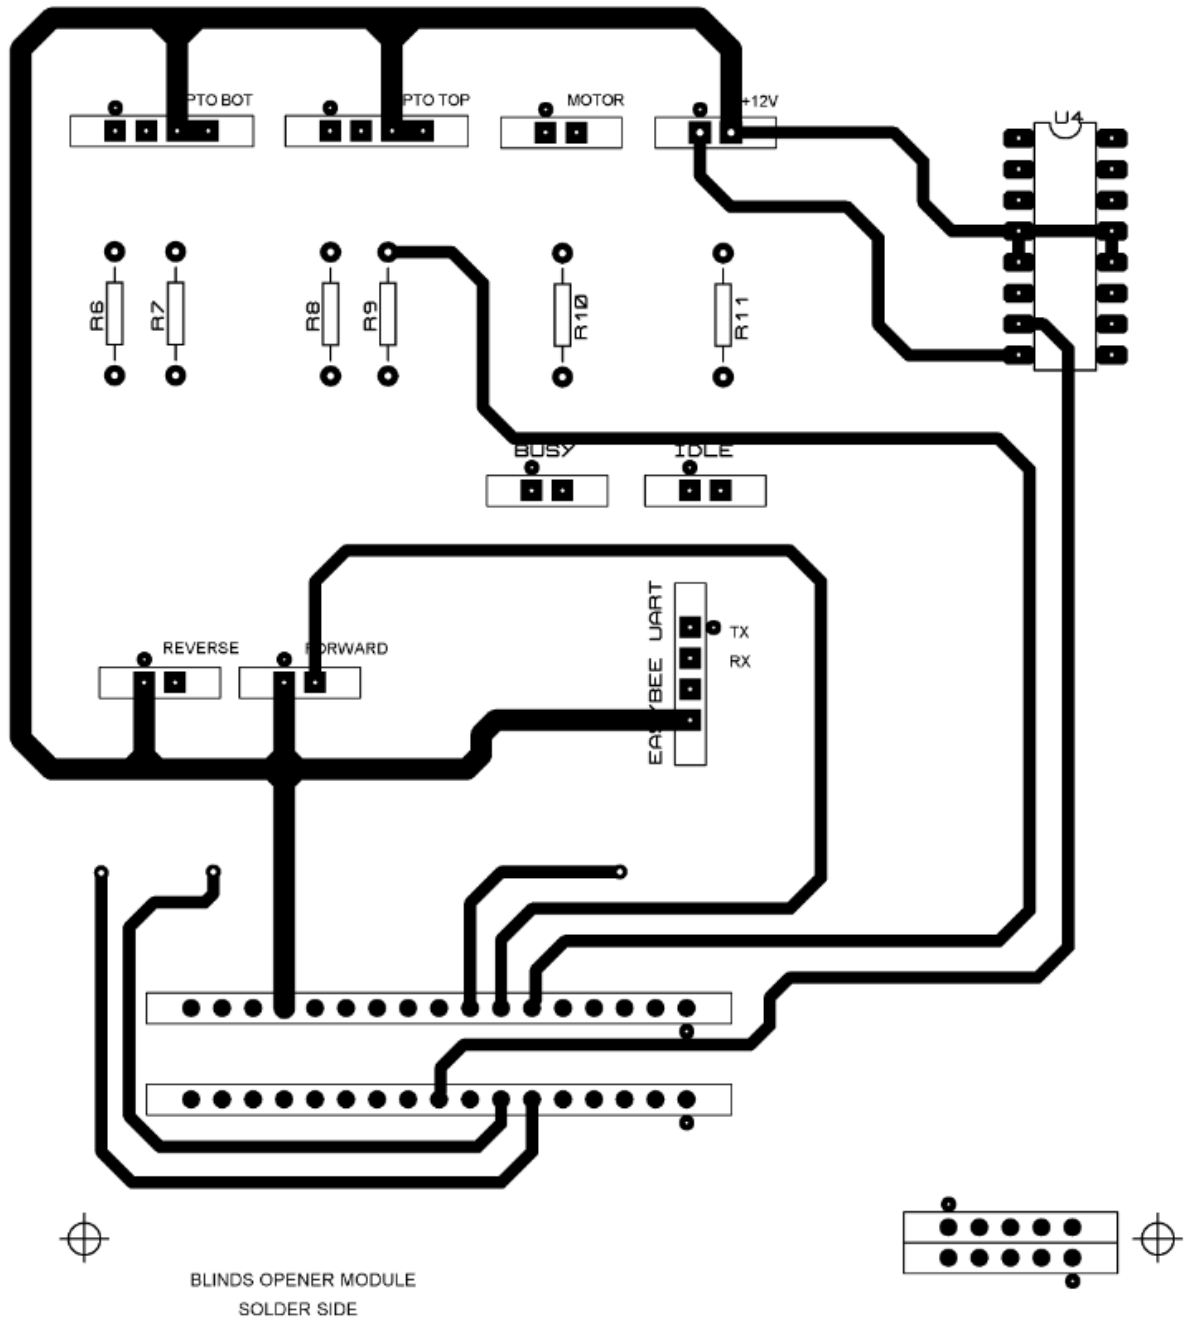 PTO BOT
PTO TOP
MOTOR
+12V
U4
R6
R7
R8
R9
R10
R11
BUSY
IDLE
EASYBEE UART
TX
RX
REVERSE
FORWARD
BLINDS OPENER MODULE
SOLDER SIDE